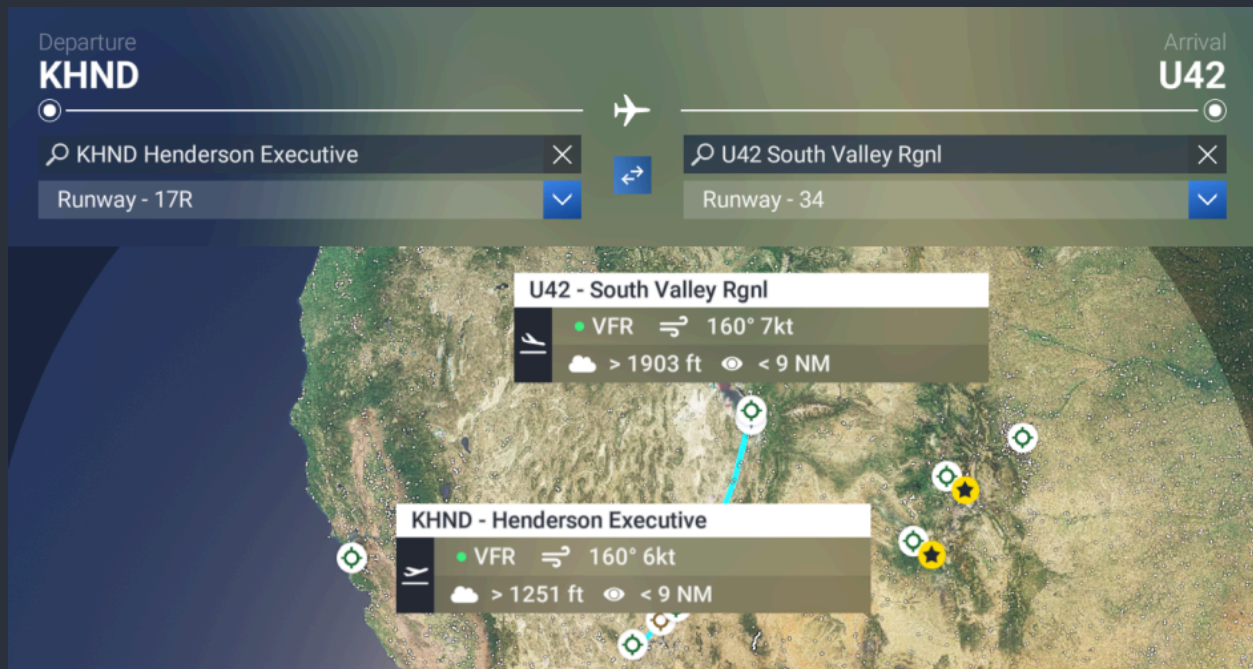 Departure
KHND
Arrival
U42
KHND Henderson Executive
U42 South Valley Rgnl
Runway - 17R
Runway - 34
U42 - South Valley Rgnl
VFR 160° 7kt
> 1903 ft < 9 NM
KHND - Henderson Executive
VFR 160° 6kt
> 1251 ft < 9 NM